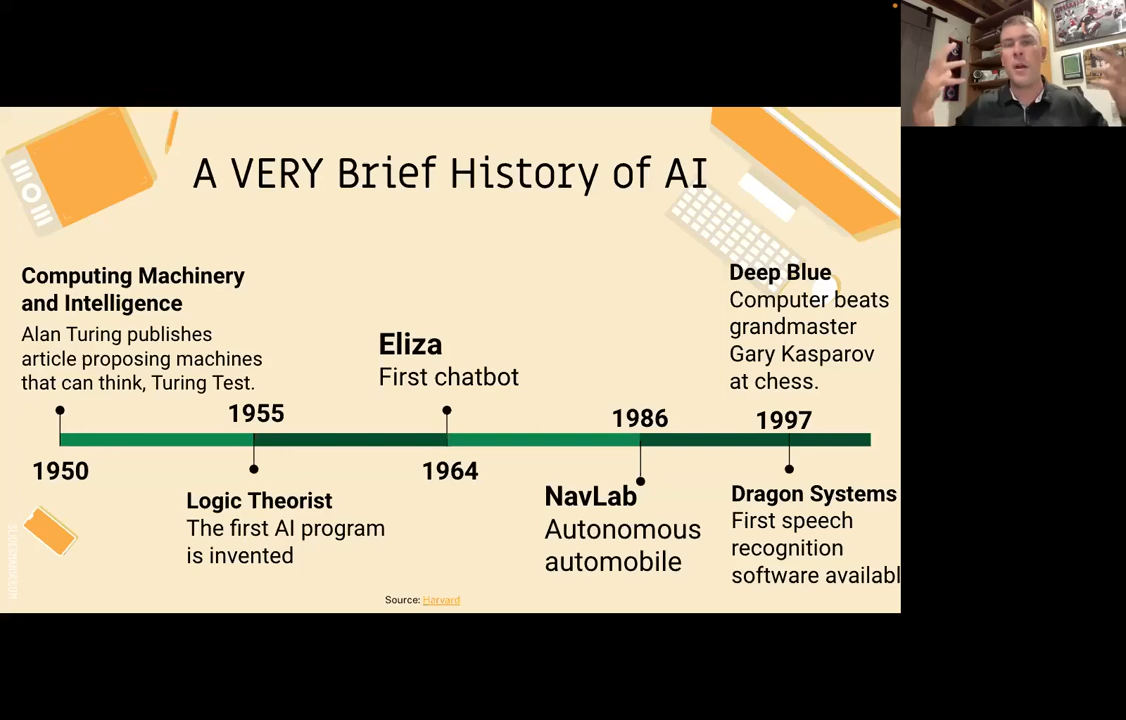 A VERY Brief History of AI
Computing Machinery
and Intelligence
Alan Turing publishes
article proposing machines
that can think, Turing Test.
1950
1955
Logic Theorist
The first AI program
is invented
Eliza
First chatbot
1964
1986
NavLab
Autonomous
automobile
Deep Blue
Computer beats
grandmaster
Gary Kasparov
at chess.
1997
Dragon Systems
First speech
recognition
software availabl
Source: Harvard
SLIDESMANIA.COM